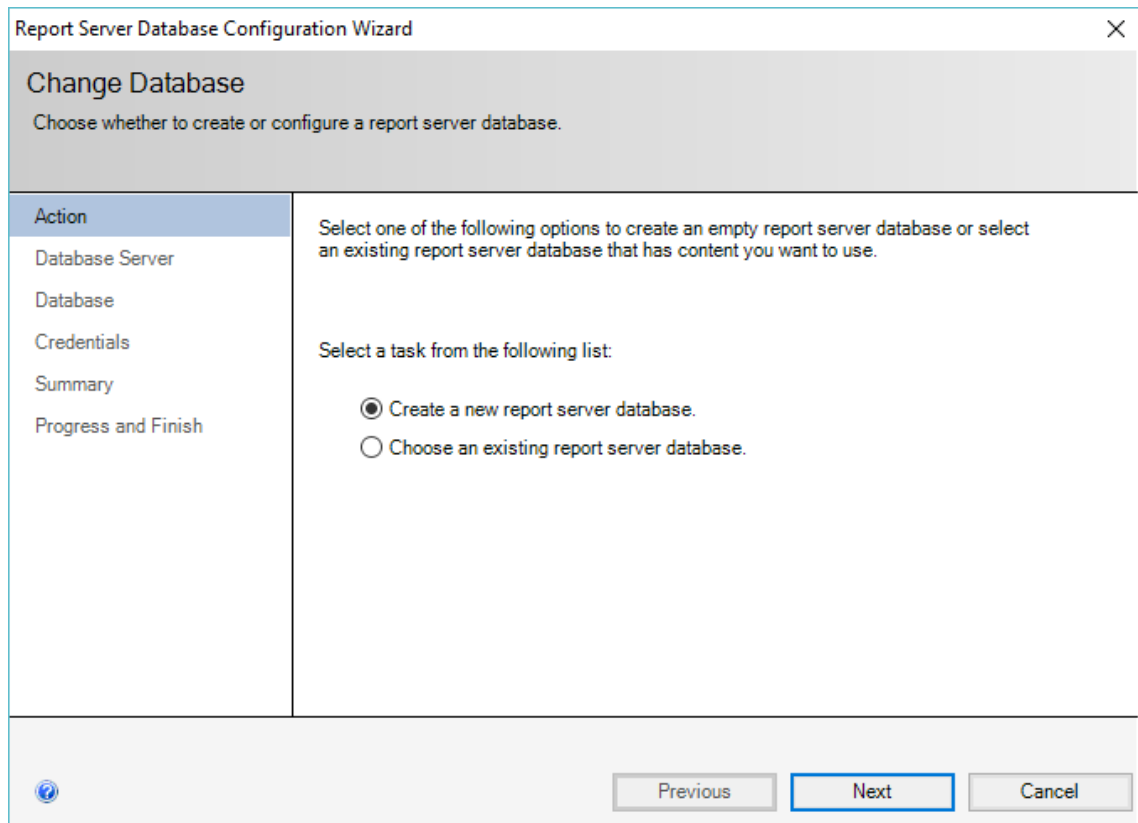 Report Server Database Configuration Wizard
Change Database
Choose whether to create or configure a report server database.
Action
Database Server
Database
Credentials
Summary
Progress and Finish
Select one of the following options to create an empty report server database or select
an existing report server database that has content you want to use.
Select a task from the following list:
Create a new report server database.
Choose an existing report server database.
Previous
Next
Cancel